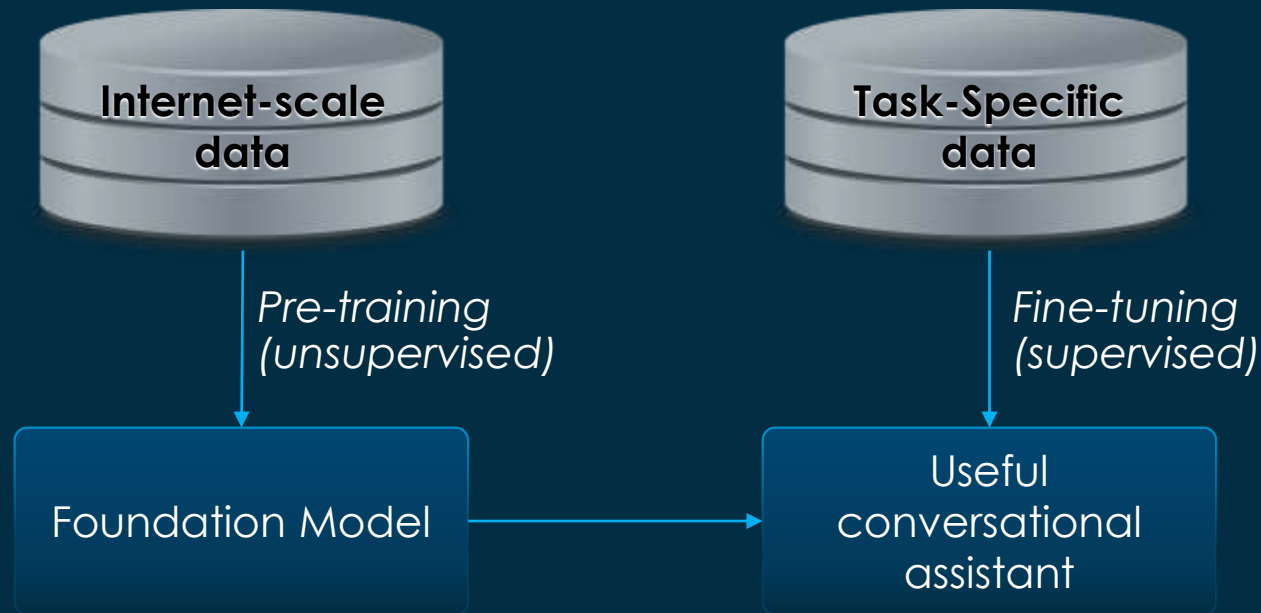 Internet-scale
data
Task-Specific
data
Pre-training
(unsupervised)
Fine-tuning
(supervised)
Foundation Model
Useful
conversational
assistant